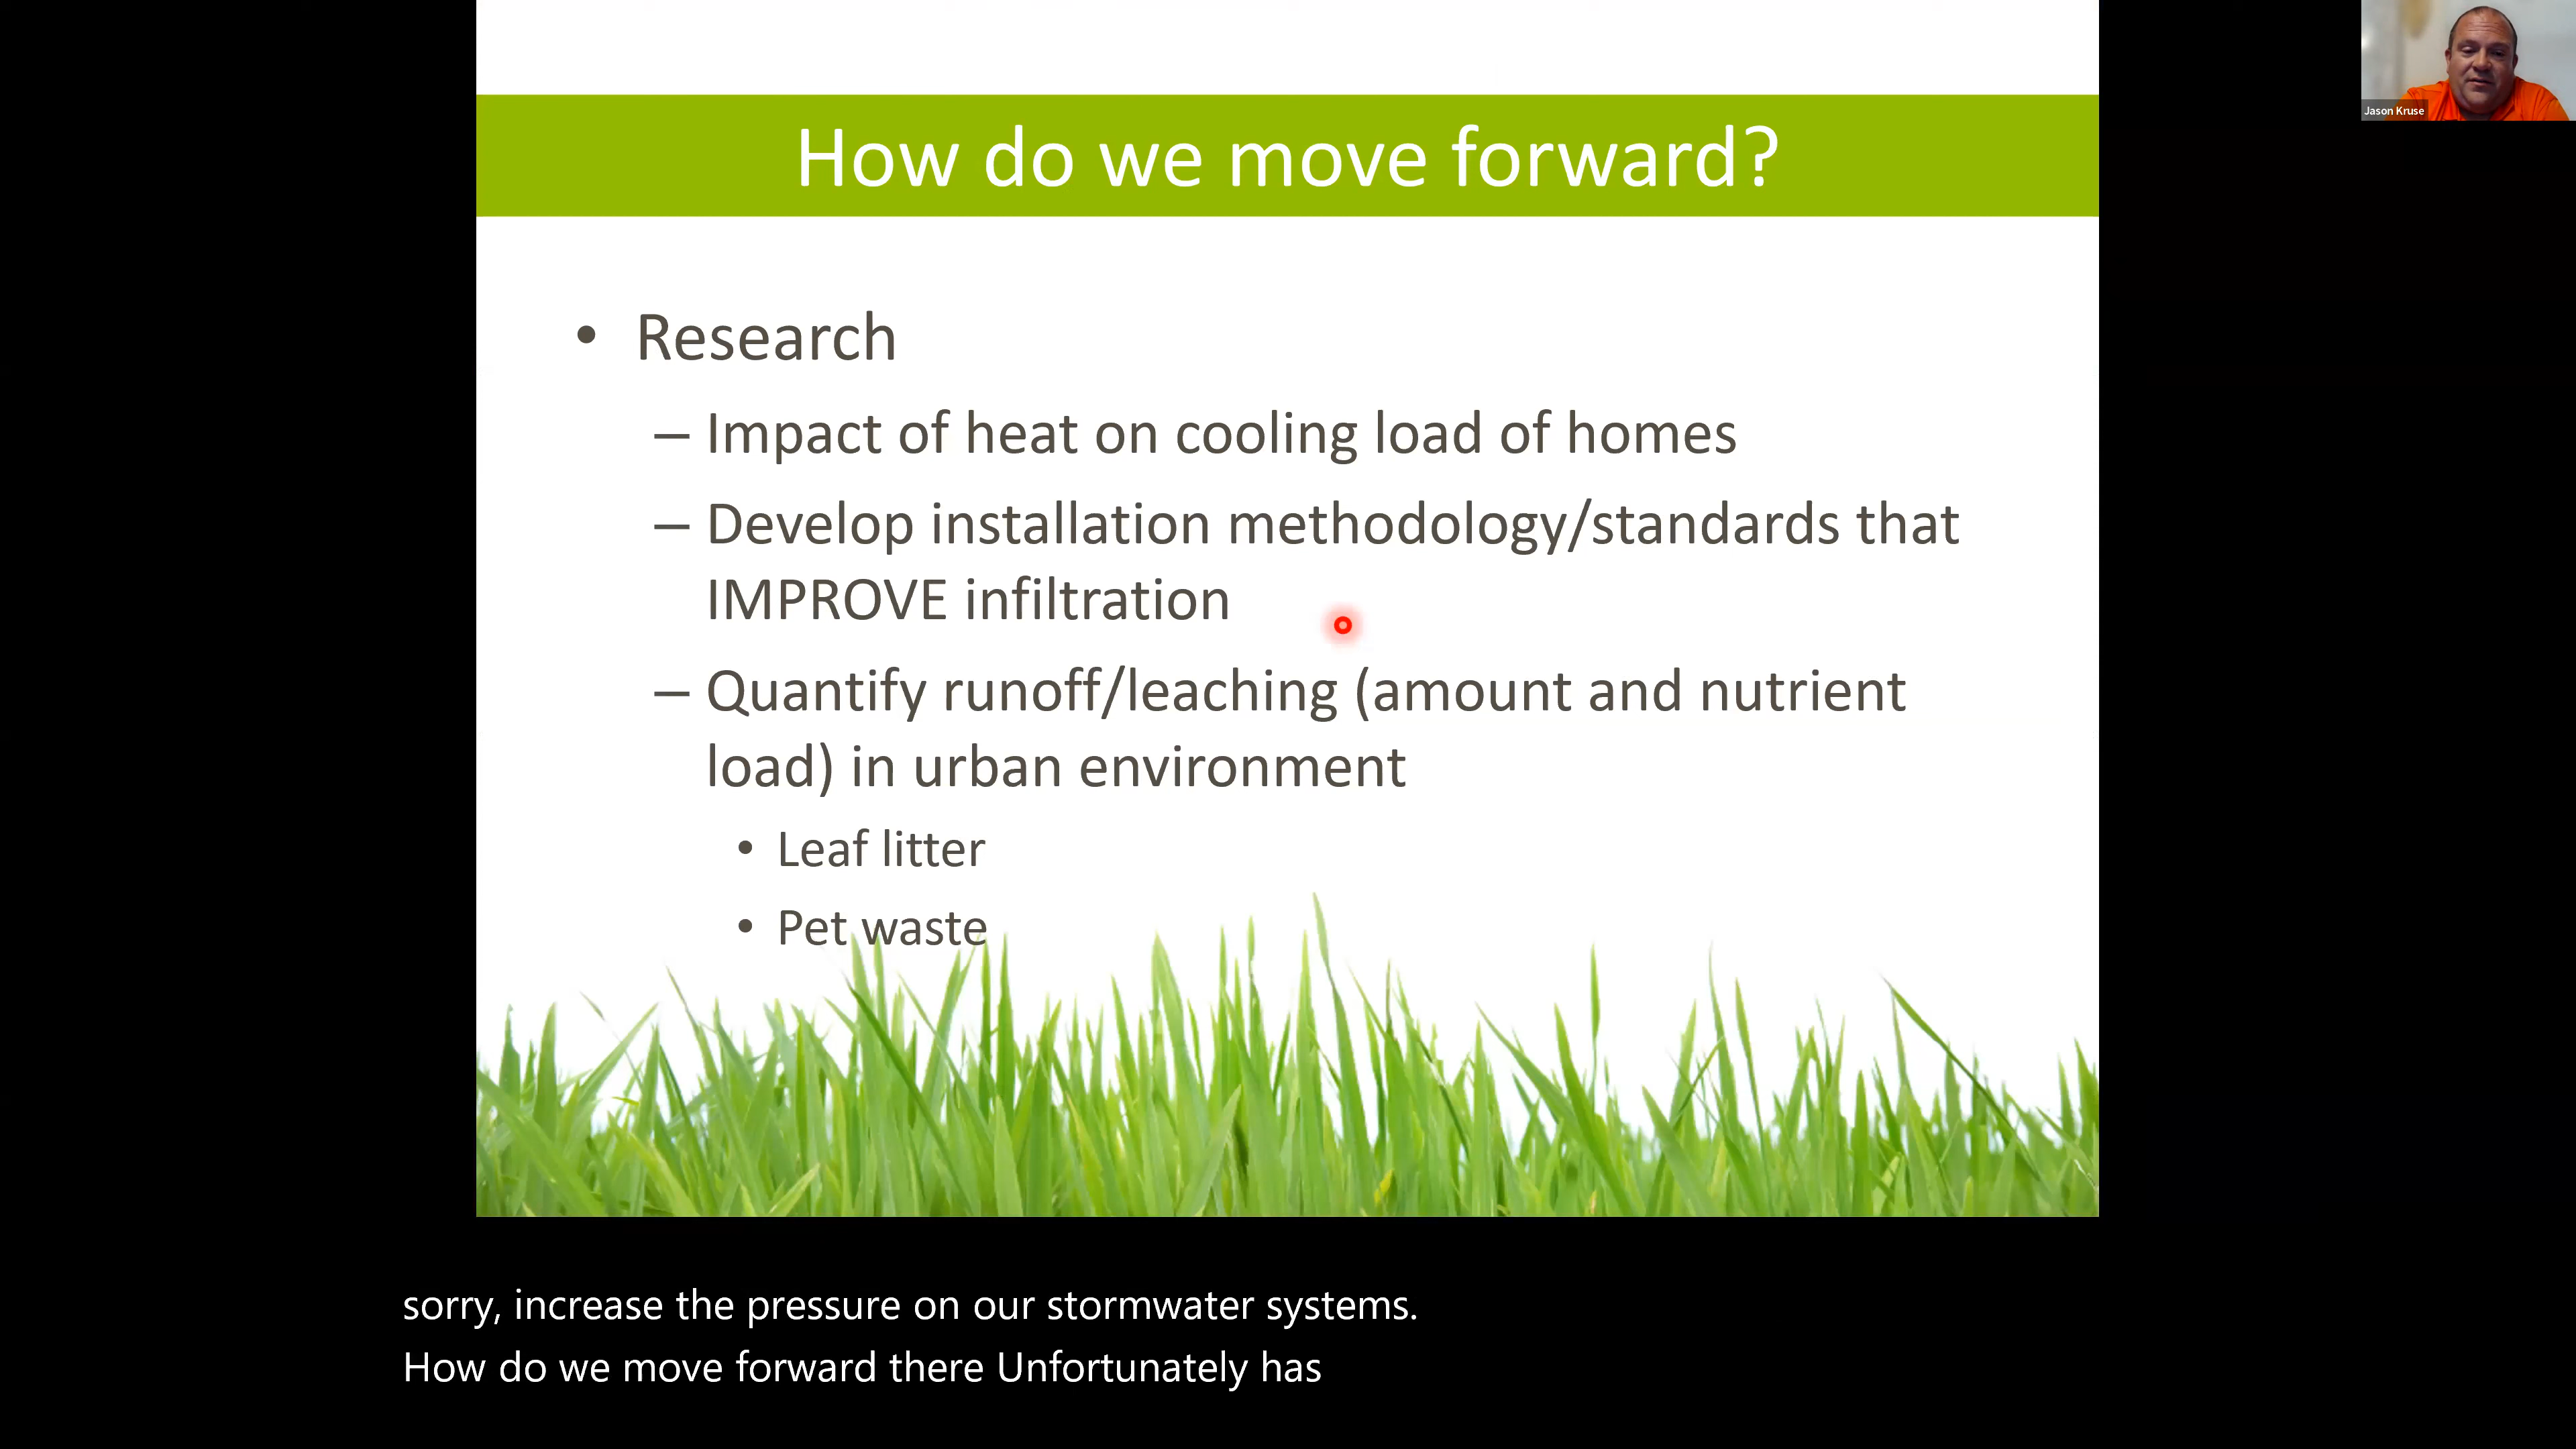 Jason Kruse
How do we move forward?
• Research
– Impact of heat on cooling load of homes
– Develop installation methodology/standards that
IMPROVE infiltration
– Quantify runoff/leaching (amount and nutrient
load) in urban environment
• Leaf litter
• Pet waste
sorry, increase the pressure on our stormwater systems.
How do we move forward there Unfortunately has